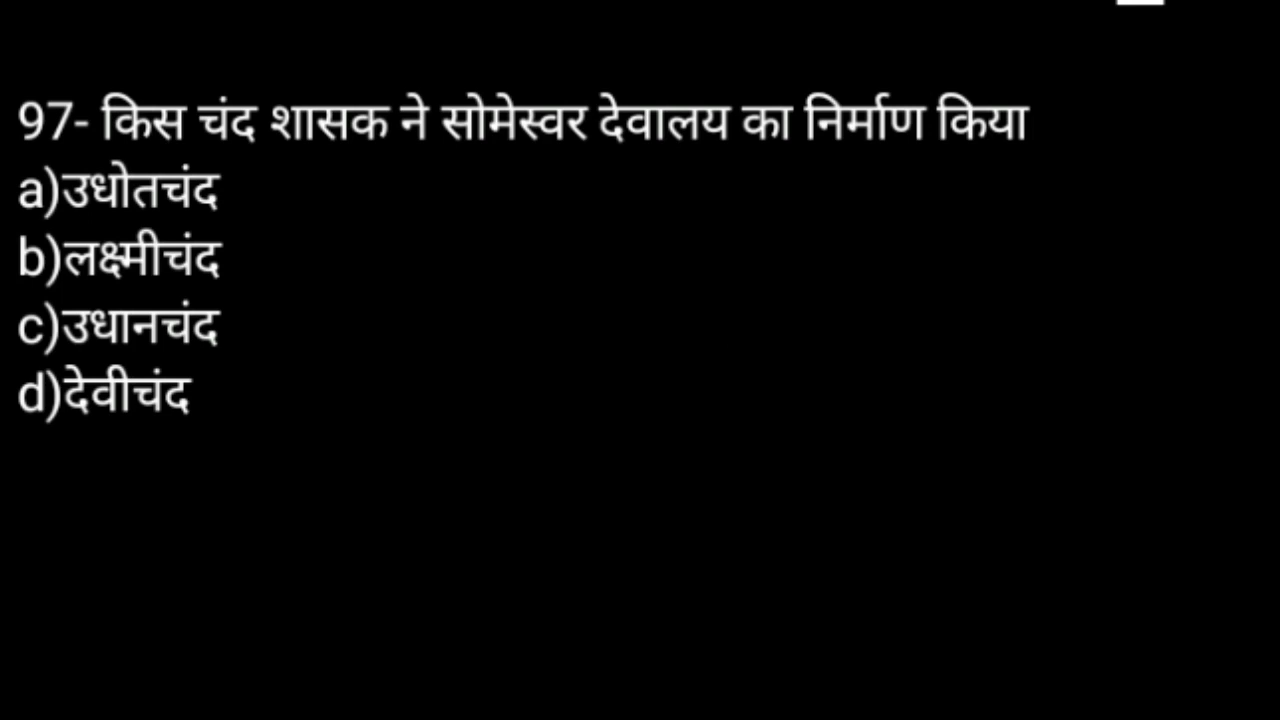 97- किस चंद शासक ने सोमेस्वर देवालय का निर्माण किया
a)उधोतचंद
b)लक्ष्मीचंद
c)उधानचंद
d)देवीचंद